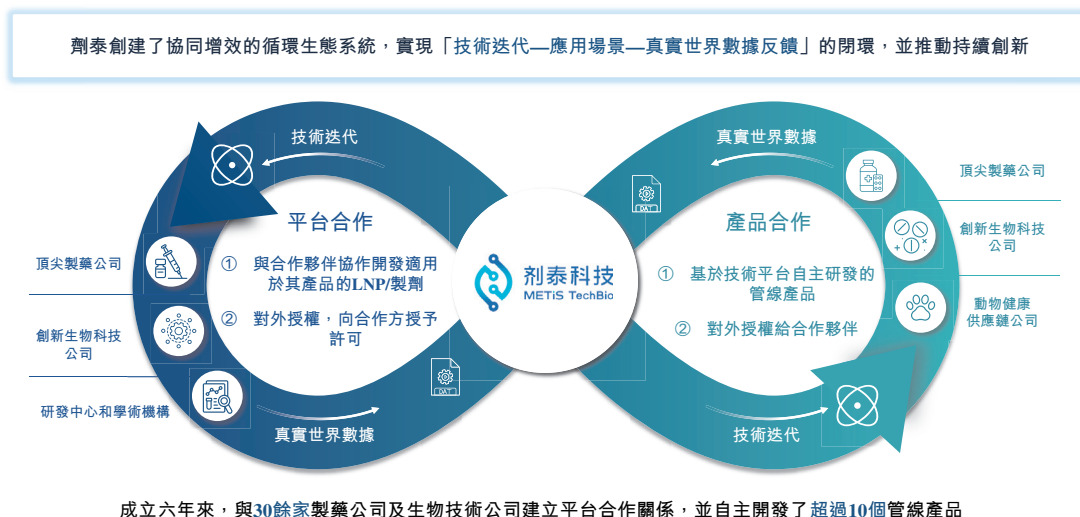 劑泰創建了協同增效的循環生態系統，實現「技術迭代—應用場景—真實世界數據反饋」的閉環，並推動持續創新
技術迭代
平台合作
① 與合作夥伴協作開發適用
於其產品的LNP/製劑
② 對外授權，向合作方授予
許可
頂尖製藥公司
創新生物科技
公司
研發中心和學術機構
真實世界數據
DAT
剂泰科技
METiS TechBio
真實世界數據
DAT
產品合作
① 基於技術平台自主研發的
管線產品
② 對外授權給合作夥伴
頂尖製藥公司
創新生物科技
公司
動物健康
供應鏈公司
技術迭代
成立六年來，與30餘家製藥公司及生物技術公司建立平台合作關係，並自主開發了超過10個管線產品